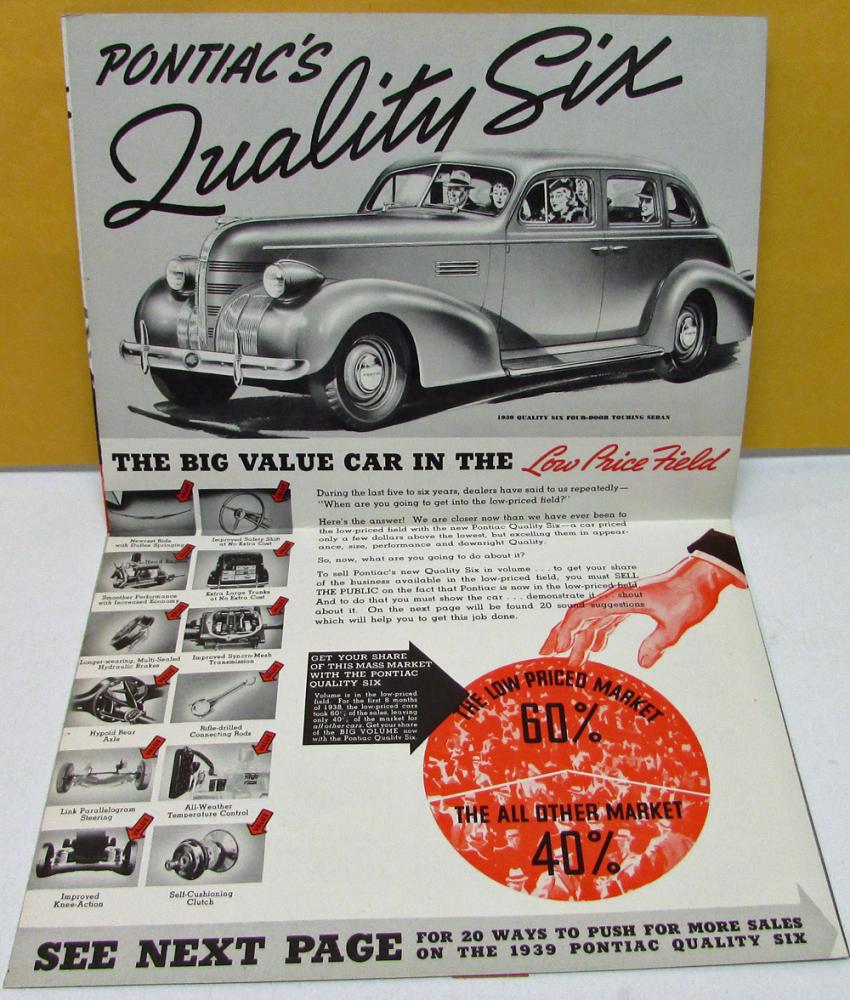 PONTIAC'S
Quality Six
1939 QUALITY SIX FOUR-DOOR TOURING SEDAN
THE BIG VALUE CAR IN THE Low Price Field
During the last five to six years, dealers have said to us repeatedly—
"When are you going to get into the low-priced field?"
Here's the answer! We are closer now than we have ever been to
the low-priced field with the new Pontiac Quality Six—a car priced
only a few dollars above the lowest, but excelling them in appear-
ance, size, performance and downright Quality.
So, now, what are you going to do about it?
To sell Pontiac's new Quality Six in volume . . . to get your share
of the business available in the low-priced field, you must SELL
THE PUBLIC on the fact that Pontiac is now in the low-priced field
And to do that you must show the car . . . demonstrate it . . . shout
about it. On the next page will be found 20 sound suggestions
which will help you to get this job done.
Newest Ride
with Duflex Springing
Improved Safety Shift
at No Extra Cost
Smoother Performance
with Increased Economy
Extra Large Trunks
at No Extra Cost
Longer-wearing, Multi-Sealed
Hydraulic Brakes
Improved Syncro-Mesh
Transmission
Hypoid Rear
Axle
Rifle-drilled
Connecting Rods
VALUE
VALUE
Link Parallelogram
Steering
All-Weather
Temperature Control
VALUE
VALUE
Improved
Knee-Action
Self-Cushioning
Clutch
GET YOUR SHARE
OF THIS MASS MARKET
WITH THE PONTIAC
QUALITY SIX
Volume is in the low-priced
field. For the first 8 months
of 1938, the low-priced cars
took 60% of the sales, leaving
only 40% of the market for
all other cars. Get your share
of the BIG VOLUME now
with the Pontiac Quality Six.
THE LOW PRICED MARKET
60%
THE ALL OTHER MARKET
40%
SEE NEXT PAGE FOR 20 WAYS TO PUSH FOR MORE SALES
ON THE 1939 PONTIAC QUALITY SIX